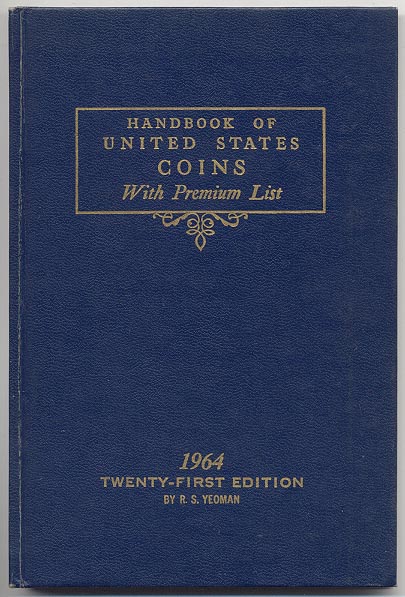 HANDBOOK OF
UNITED STATES
COINS
With Premium List
1964
TWENTY-FIRST EDITION
BY R. S. YEOMAN